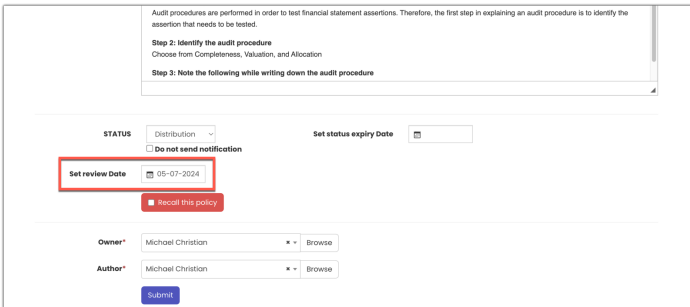 Audit procedures are performed in order to test financial statement assertions. Therefore, the first step in explaining an audit procedure is to identify the
assertion that needs to be tested.
Step 2: Identify the audit procedure
Choose from Completeness, Valuation, and Allocation
Step 3: Note the following while writing down the audit procedure
STATUS Distribution Set status expiry Date
Do not send notification
Set review Date 05-07-2024
Recall this policy
Owner* Michael Christian × Browse
Author* Michael Christian × Browse
Submit